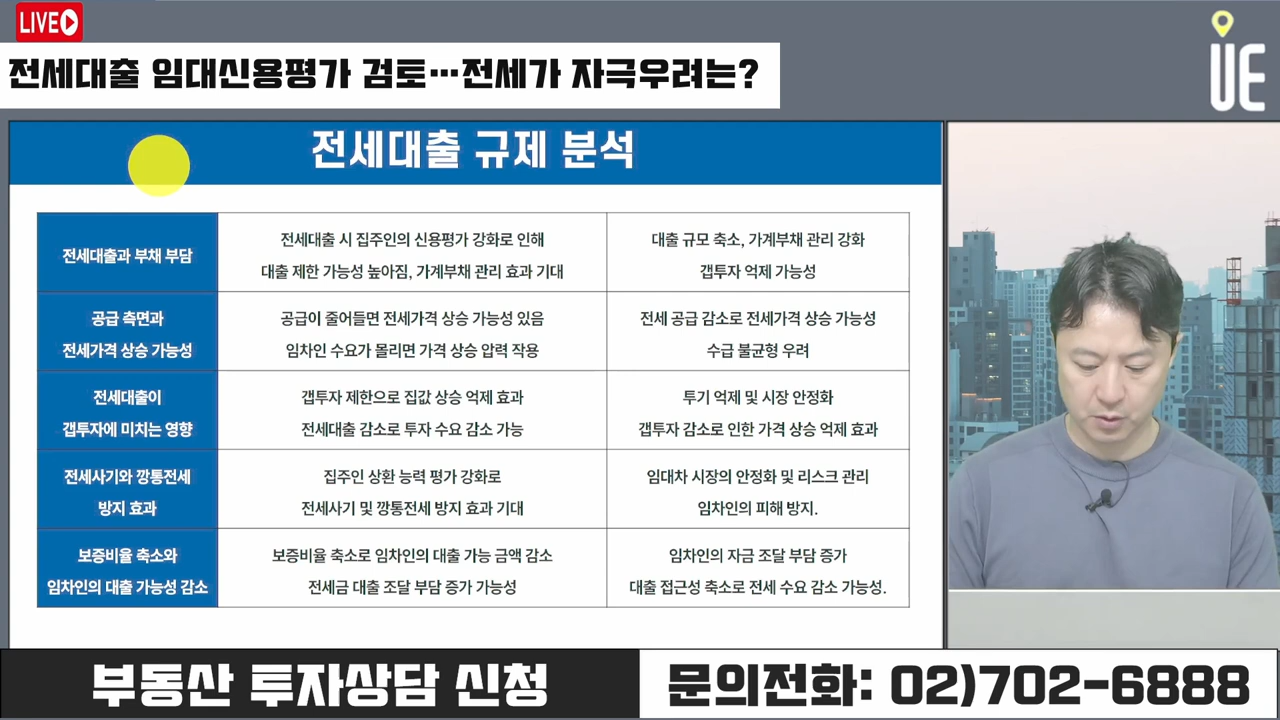 LIVE
전세대출 임대신용평가 검토…전세가 자극우려는?
UE
전세대출 규제 분석
전세대출과 부채 부담
전세대출 시 집주인의 신용평가 강화로 인해
대출 제한 가능성 높아짐, 가계부채 관리 효과 기대
대출 규모 축소, 가계부채 관리 강화
갭투자 억제 가능성
공급 측면과
전세가격 상승 가능성
공급이 줄어들면 전세가격 상승 가능성 있음
임차인 수요가 몰리면 가격 상승 압력 작용
전세 공급 감소로 전세가격 상승 가능성
수급 불균형 우려
전세대출이
갭투자에 미치는 영향
갭투자 제한으로 집값 상승 억제 효과
전세대출 감소로 투자 수요 감소 가능
투기 억제 및 시장 안정화
갭투자 감소로 인한 가격 상승 억제 효과
전세사기와 깡통전세
방지 효과
집주인 상환 능력 평가 강화로
전세사기 및 깡통전세 방지 효과 기대
임대차 시장의 안정화 및 리스크 관리
임차인의 피해 방지.
보증비율 축소와
임차인의 대출 가능성 감소
보증비율 축소로 임차인의 대출 가능 금액 감소
전세금 대출 조달 부담 증가 가능성
임차인의 자금 조달 부담 증가
대출 접근성 축소로 전세 수요 감소 가능성.
부동산 투자상담 신청
문의전화: 02)702-6888